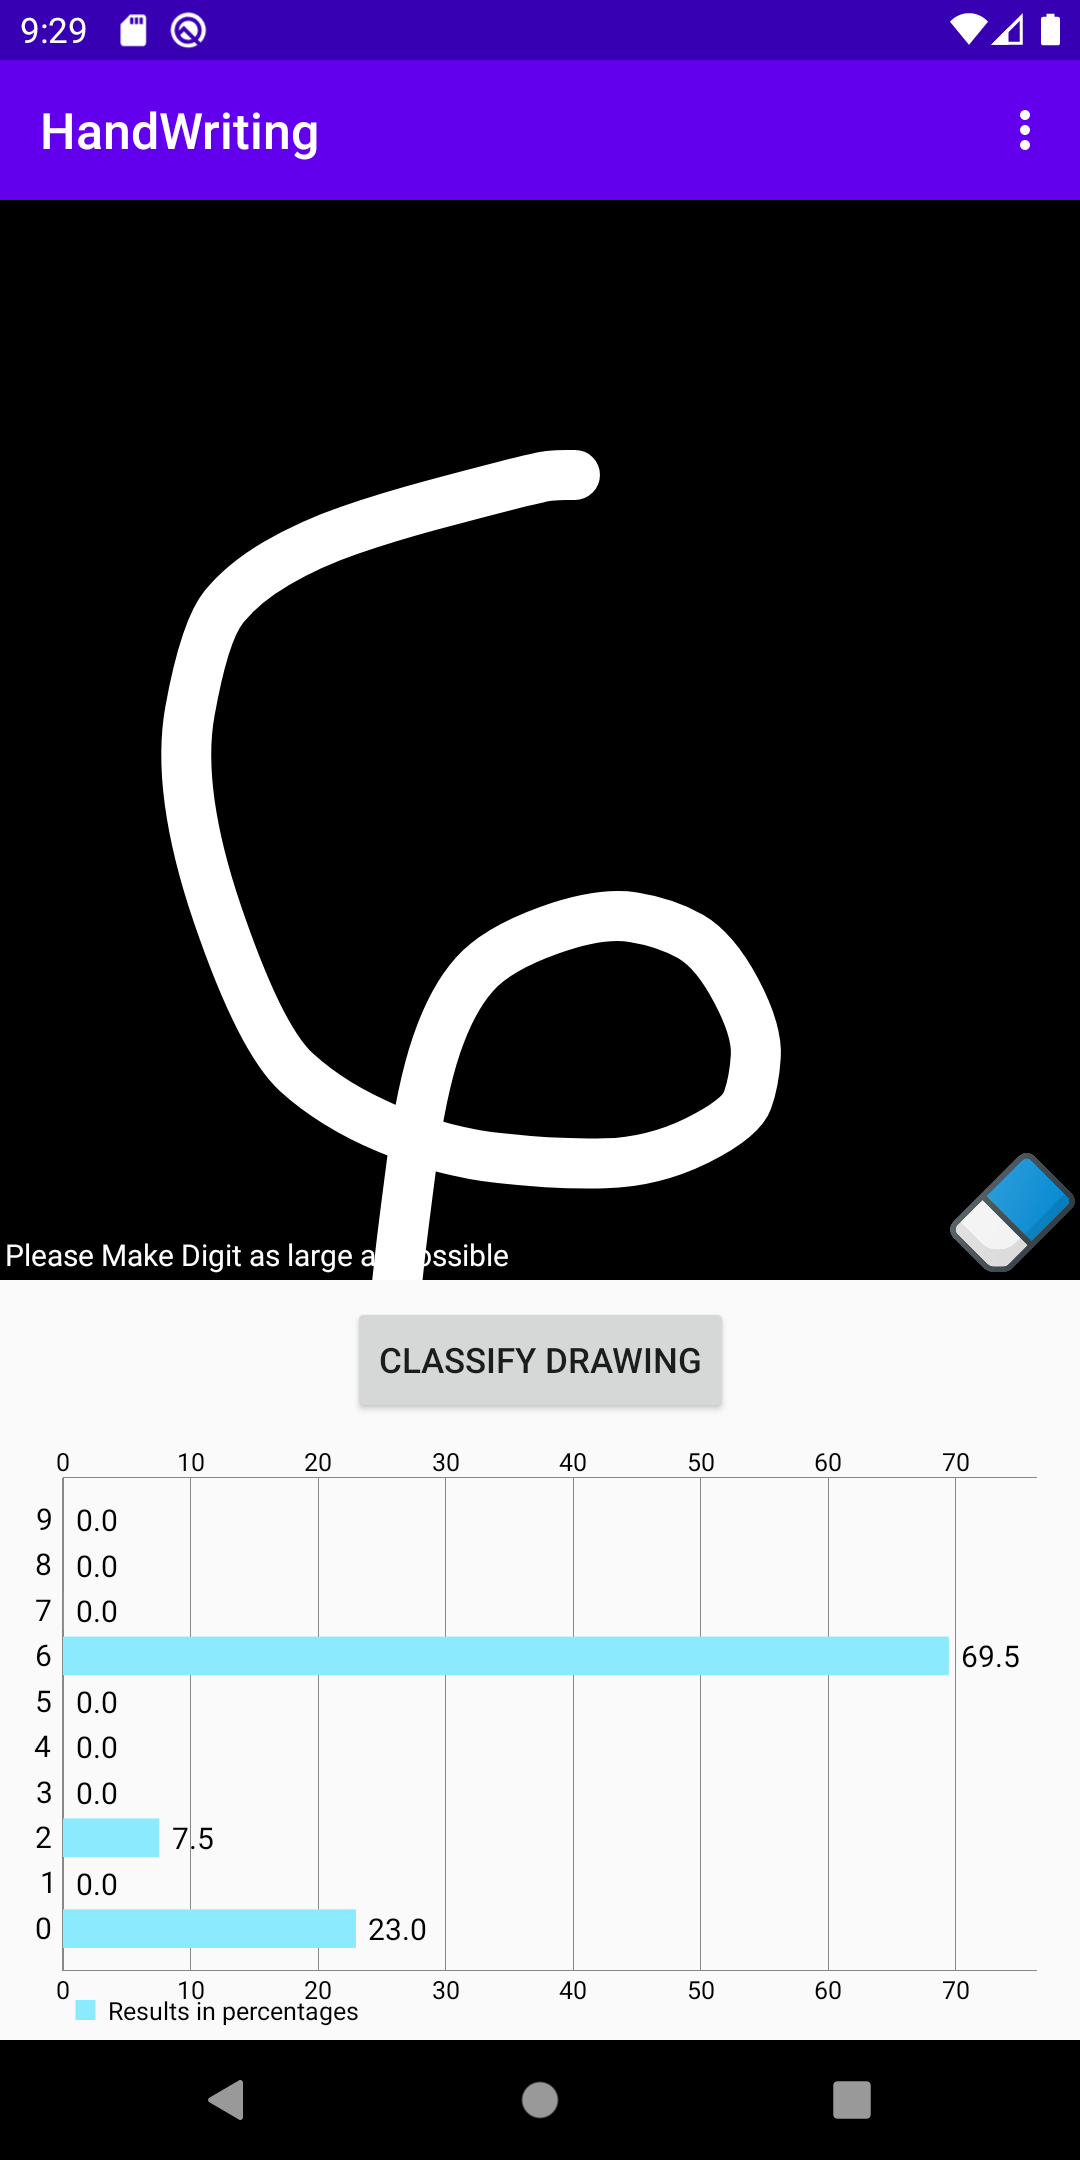 9:29
HandWriting
6
Please Make Digit as large a ossible
CLASSIFY DRAWING
0 10 20 30 40 50 60 70
9 0.0
8 0.0
7 0.0
6 69.5
5 0.0
4 0.0
3 0.0
2 7.5
1 0.0
0 23.0
0 10 20 30 40 50 60 70
Results in percentages